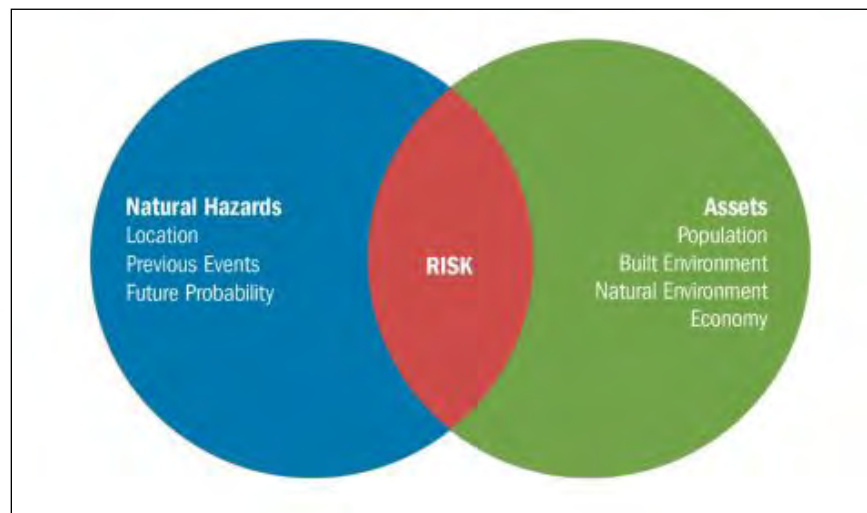 Natural Hazards
Location
Previous Events
Future Probability
RISK
Assets
Population
Built Environment
Natural Environment
Economy